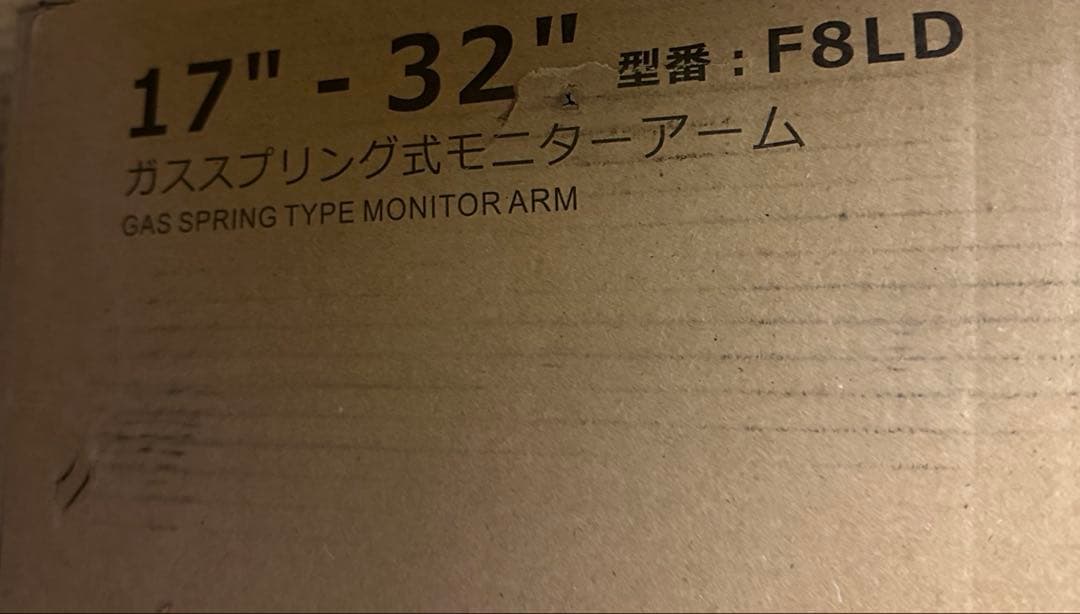 17" - 32" 型番：F8LD
ガススプリング式モニターアーム
GAS SPRING TYPE MONITOR ARM